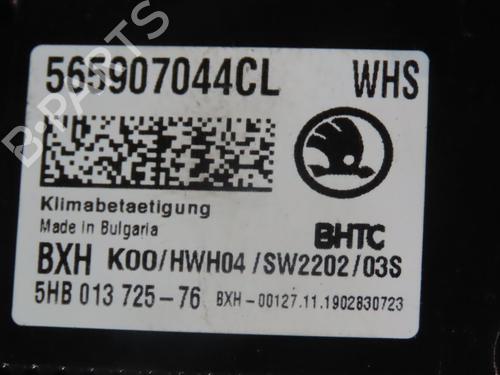 565907044CL WHS
Klimabetaetigung
Made in Bulgaria
BHTC
BXH K00/HWH04/SW2202/03S
5HB 013 725-76 BXH-00127.11.1902830723
B-PARTS